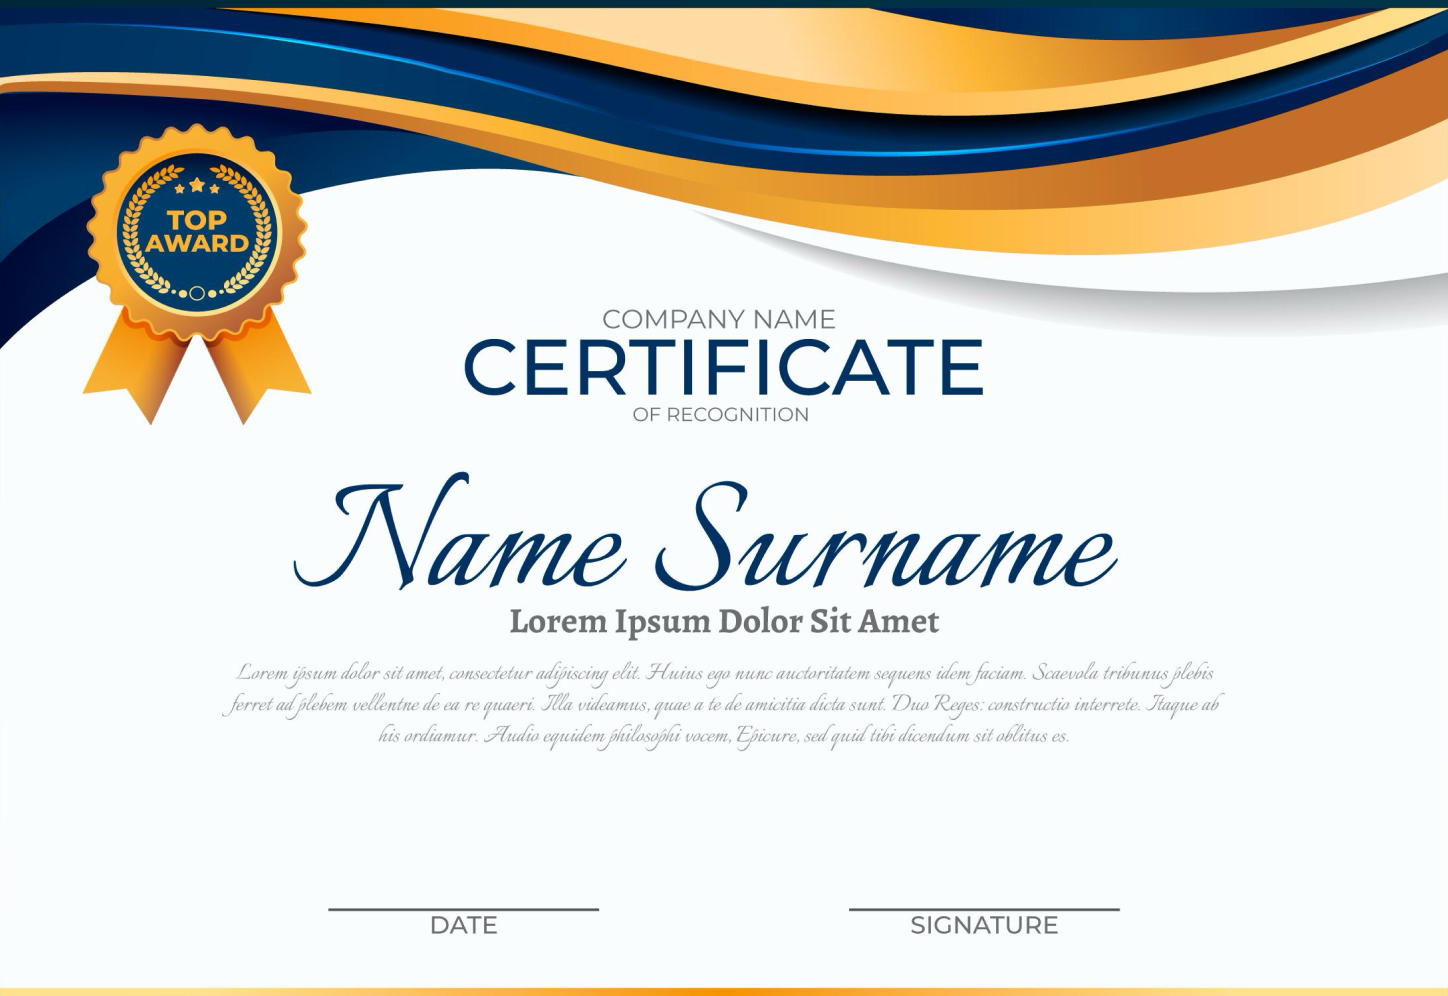 TOP
AWARD
COMPANY NAME
CERTIFICATE
OF RECOGNITION
Name Surname
Lorem Ipsum Dolor Sit Amet
Lorem ipsum dolor sit amet, consectetur adipiscing elit. Huius ego nunc auctoritatem sequens idem faciam. Scaevola tribunus plebis
ferret ad plebem vellentne de ea re quaeri. Illa videamus, quae a te de amicitia dicta sunt. Duo Reges: constructio interrete. Itaque ab
his ordiamur. Audio equidem philosophi vocem, Epicure, sed quid tibi dicendum sit oblitus es.
DATE
SIGNATURE